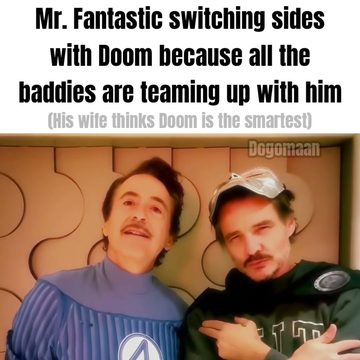 Mr. Fantastic switching sides
with Doom because all the
baddies are teaming up with him
(His wife thinks Doom is the smartest)
Dogomaan
4